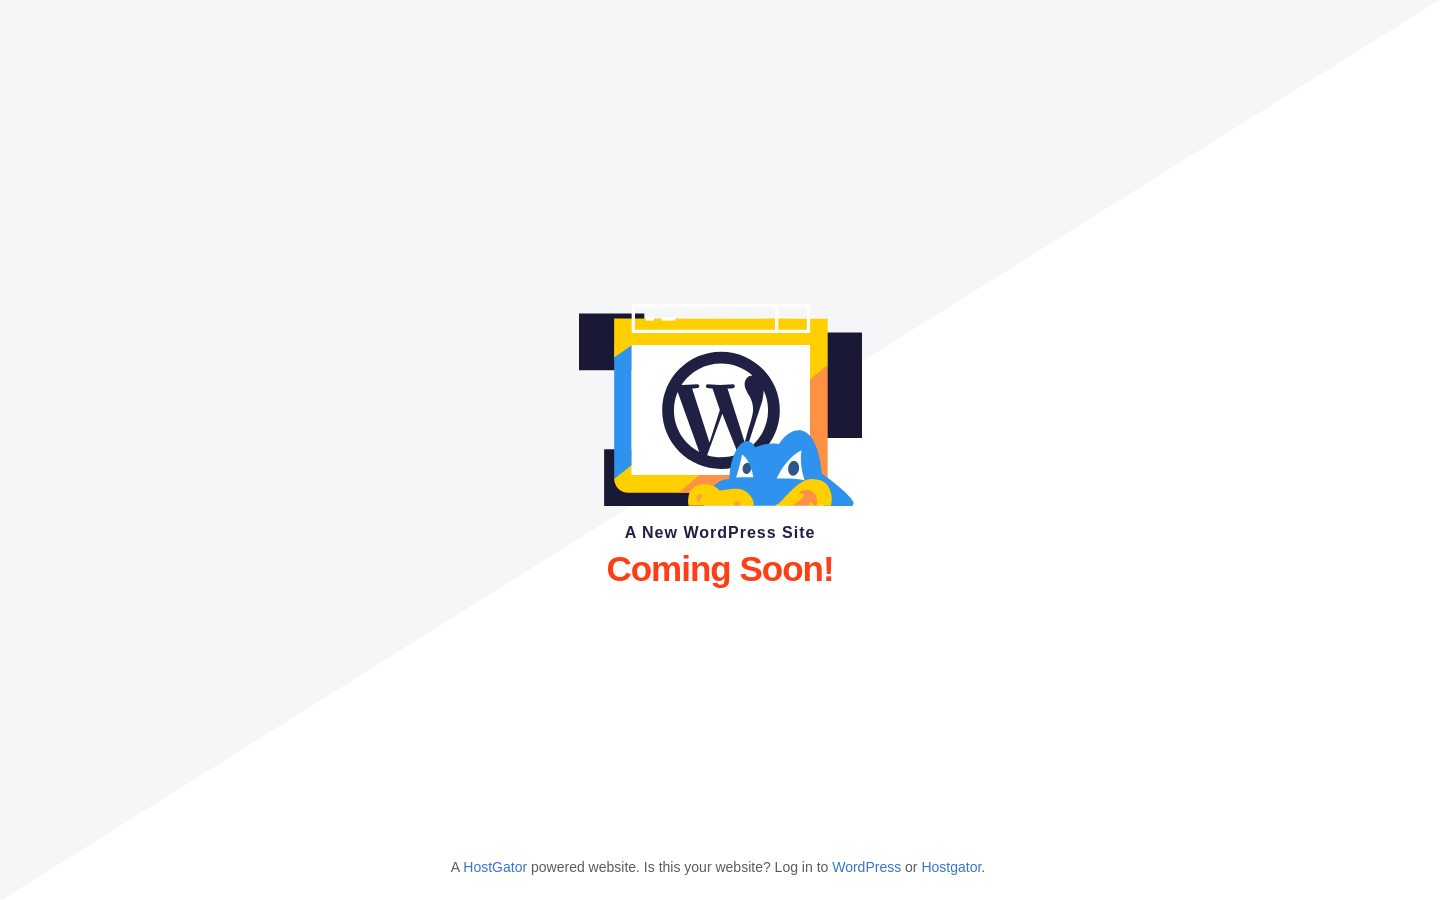 A New WordPress Site
Coming Soon!
A HostGator powered website. Is this your website? Log in to WordPress or Hostgator.